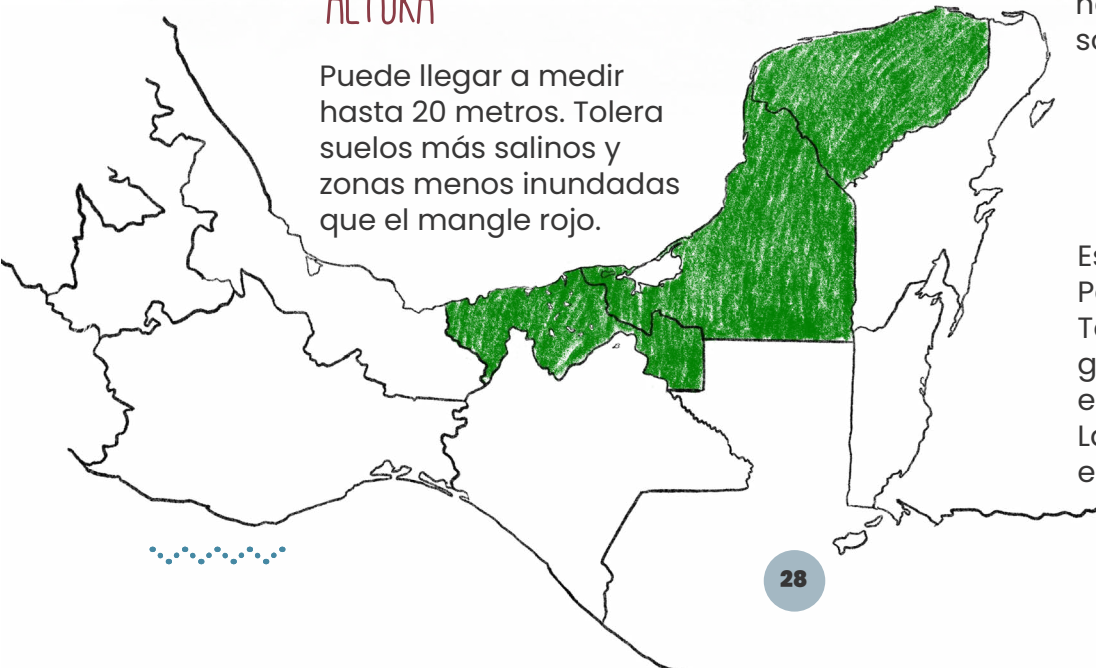 ALTURA
Puede llegar a medir
hasta 20 metros. Tolera
suelos más salinos y
zonas menos inundadas
que el mangle rojo.
28